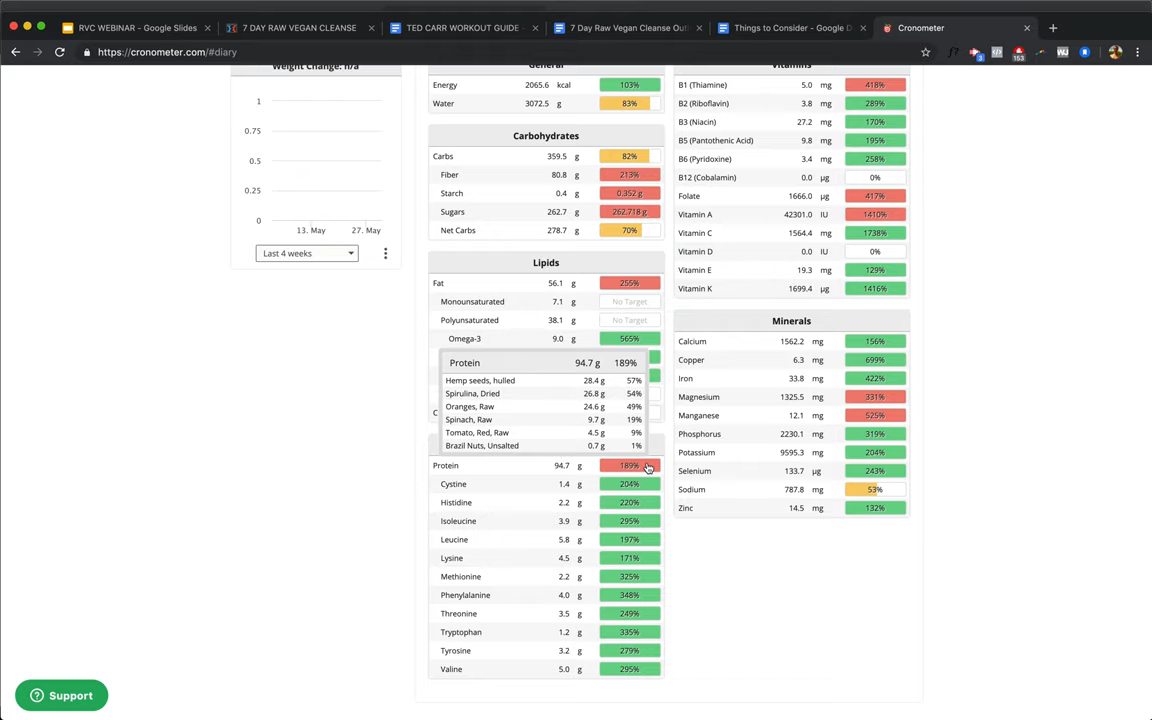 RVC WEBINAR - Google Slides
7 DAY RAW VEGAN CLEANSE
TED CARR WORKOUT GUIDE -
7 Day Raw Vegan Cleanse Out
Things to Consider - Google D
Cronometer
https://cronometer.com/#diary
3
153
Weight Change: n/a
1
0.75
0.5
0.25
0
13. May 27. May
Last 4 weeks
General
Energy 2065.6 kcal 103%
Water 3072.5 g 83%
Carbohydrates
Carbs 359.5 g 82%
Fiber 80.8 g 213%
Starch 0.4 g 0.352 g
Sugars 262.7 g 262.718 g
Net Carbs 278.7 g 70%
Lipids
Fat 56.1 g 255%
Monounsaturated 7.1 g No Target
Polyunsaturated 38.1 g No Target
Omega-3 9.0 g 565%
Protein 94.7 g 189%
Hemp seeds, hulled 28.4 g 57%
Spirulina, Dried 26.8 g 54%
Oranges, Raw 24.6 g 49%
Spinach, Raw 9.7 g 19%
Tomato, Red, Raw 4.5 g 9%
Brazil Nuts, Unsalted 0.7 g 1%
Protein 94.7 g 189%
Cystine 1.4 g 204%
Histidine 2.2 g 220%
Isoleucine 3.9 g 295%
Leucine 5.8 g 197%
Lysine 4.5 g 171%
Methionine 2.2 g 325%
Phenylalanine 4.0 g 348%
Threonine 3.5 g 249%
Tryptophan 1.2 g 335%
Tyrosine 3.2 g 279%
Valine 5.0 g 295%
Vitamins
B1 (Thiamine) 5.0 mg 418%
B2 (Riboflavin) 3.8 mg 289%
B3 (Niacin) 27.2 mg 170%
B5 (Pantothenic Acid) 9.8 mg 195%
B6 (Pyridoxine) 3.4 mg 258%
B12 (Cobalamin) 0.0 µg 0%
Folate 1666.0 µg 417%
Vitamin A 42301.0 IU 1410%
Vitamin C 1564.4 mg 1738%
Vitamin D 0.0 IU 0%
Vitamin E 19.3 mg 129%
Vitamin K 1699.4 µg 1416%
Minerals
Calcium 1562.2 mg 156%
Copper 6.3 mg 699%
Iron 33.8 mg 422%
Magnesium 1325.5 mg 331%
Manganese 12.1 mg 525%
Phosphorus 2230.1 mg 319%
Potassium 9595.3 mg 204%
Selenium 133.7 µg 243%
Sodium 787.8 mg 53%
Zinc 14.5 mg 132%
Support